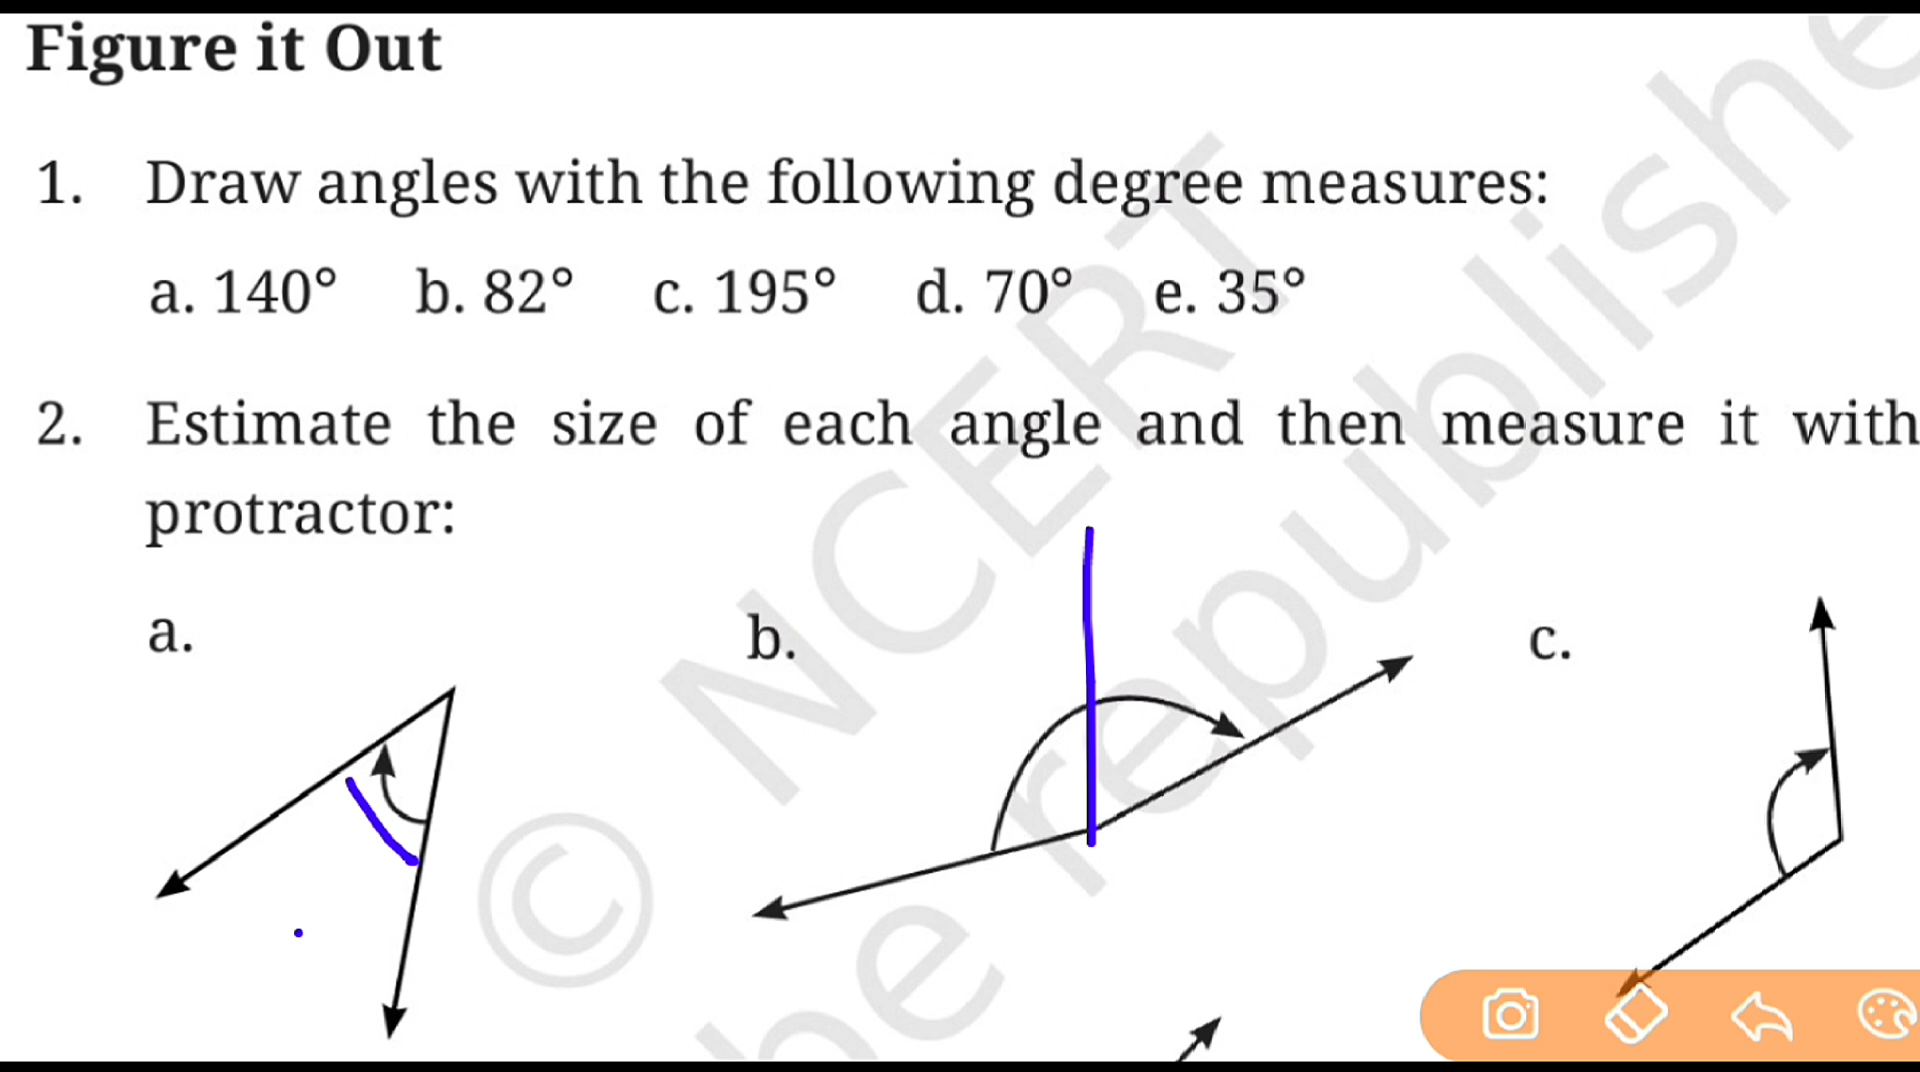 Figure it Out
1. Draw angles with the following degree measures:
a. 140° b. 82° c. 195° d. 70° e. 35°
2. Estimate the size of each angle and then measure it with
protractor:
a. b. c.
© NCERT
be republishe